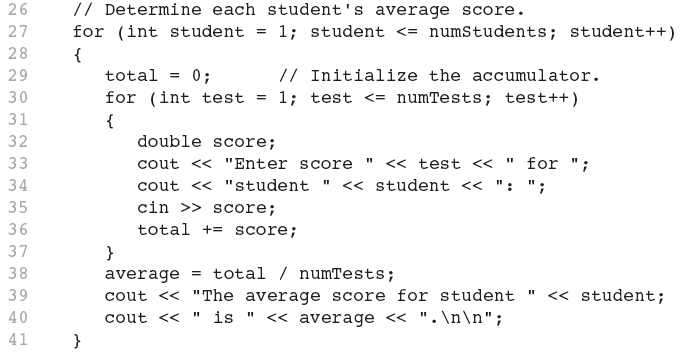 26    // Determine each student's average score.
27    for (int student = 1; student <= numStudents; student++)
28    {
29       total = 0;      // Initialize the accumulator.
30       for (int test = 1; test <= numTests; test++)
31       {
32          double score;
33          cout << "Enter score " << test << " for ";
34          cout << "student " << student << ": ";
35          cin >> score;
36          total += score;
37       }
38       average = total / numTests;
39       cout << "The average score for student " << student;
40       cout << " is " << average << ".\n\n";
41    }